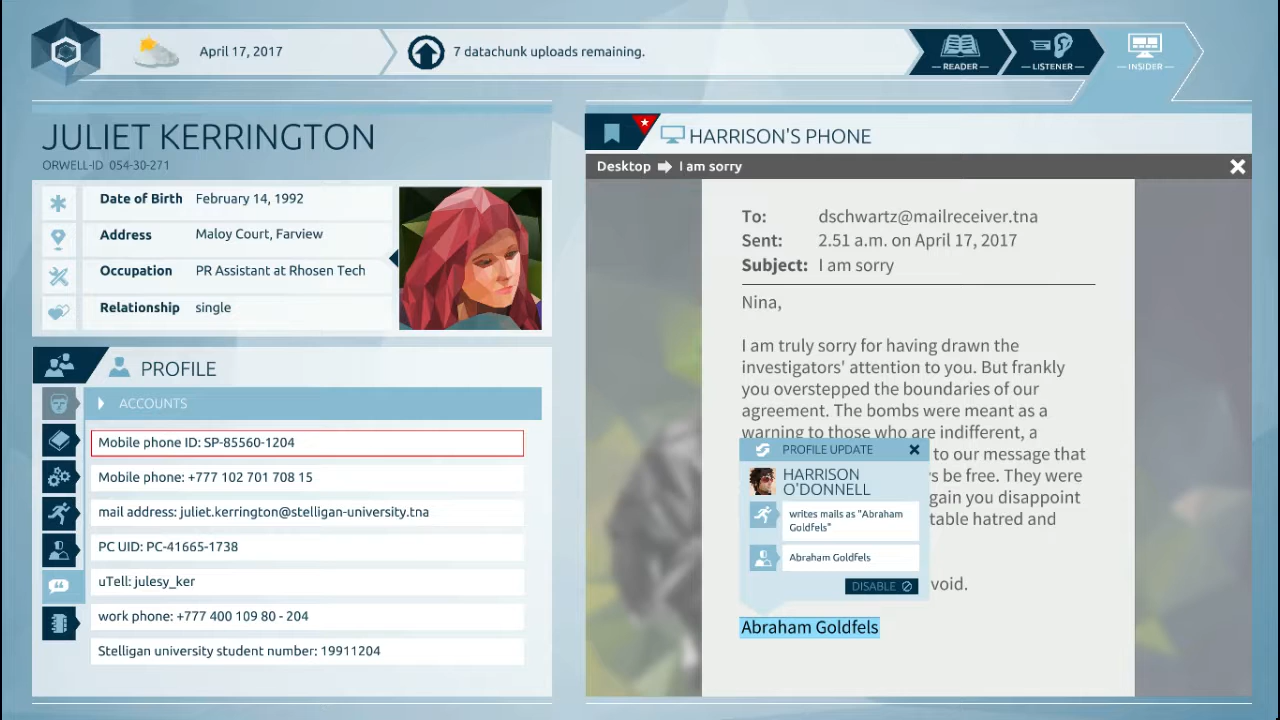 April 17, 2017
7 datachunk uploads remaining.
— READER —
— LISTENER —
— INSIDER —
JULIET KERRINGTON
ORWELL-ID 054-30-271
Date of Birth February 14, 1992
Address Maloy Court, Farview
Occupation PR Assistant at Rhosen Tech
Relationship single
PROFILE
ACCOUNTS
Mobile phone ID: SP-85560-1204
Mobile phone: +777 102 701 708 15
mail address: juliet.kerrington@stelligan-university.tna
PC UID: PC-41665-1738
uTell: julesy_ker
work phone: +777 400 109 80 - 204
Stelligan university student number: 19911204
HARRISON'S PHONE
Desktop I am sorry
To: dschwartz@mailreceiver.tna
Sent: 2.51 a.m. on April 17, 2017
Subject: I am sorry
Nina,
I am truly sorry for having drawn the
investigators' attention to you. But frankly
you overstepped the boundaries of our
agreement. The bombs were meant as a
warning to those who are indifferent, a
to our message that
s be free. They were
gain you disappoint
table hatred and
void.
Abraham Goldfels
PROFILE UPDATE
HARRISON
O'DONNELL
writes mails as "Abraham
Goldfels"
Abraham Goldfels
DISABLE